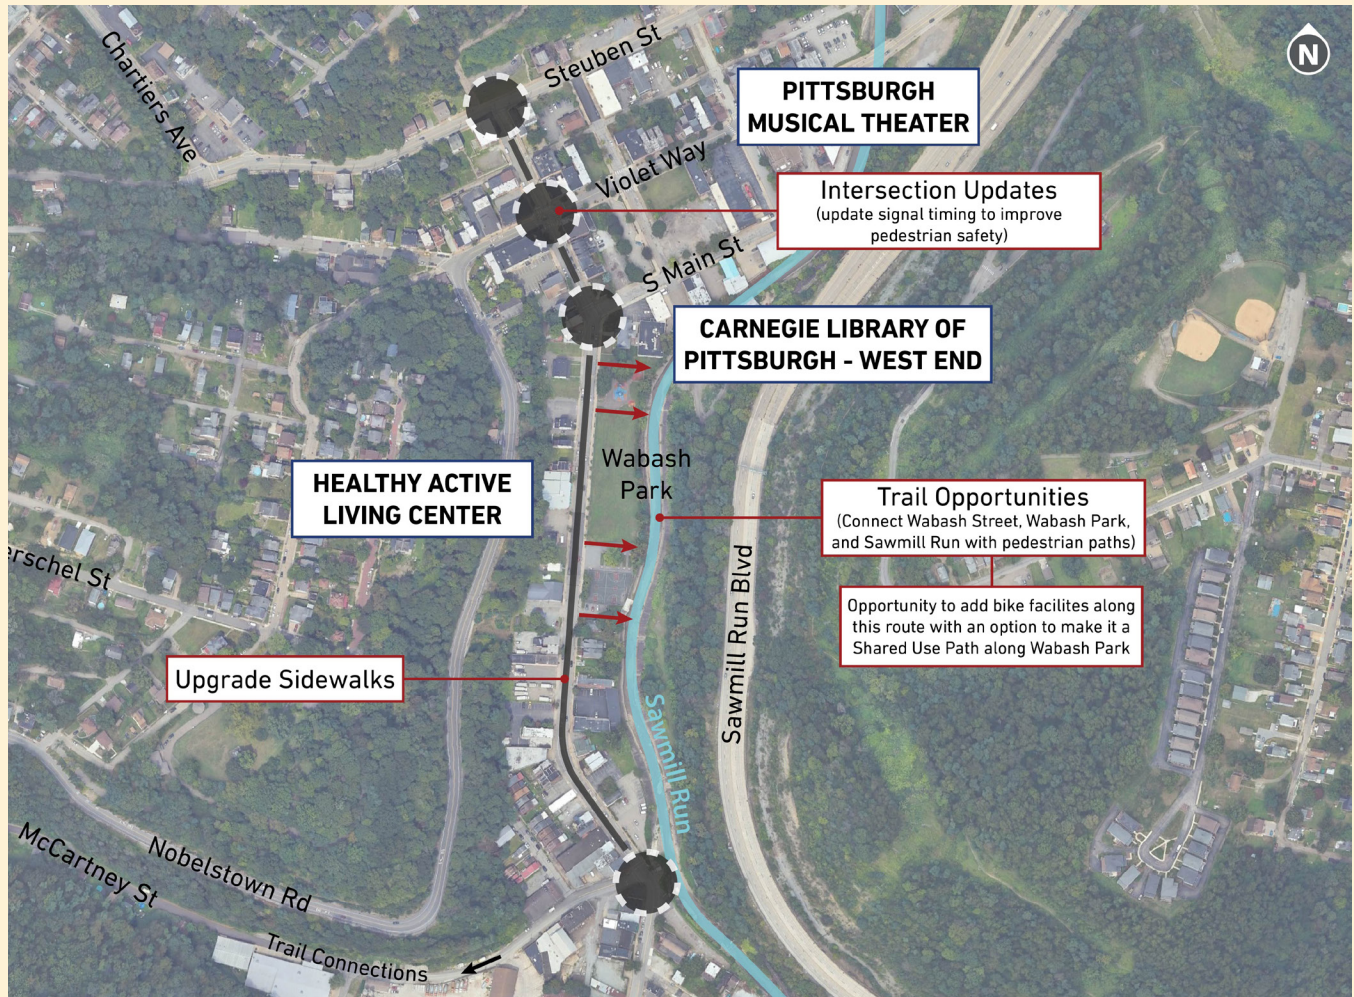 Chartiers Ave
Steuben St
N
PITTSBURGH
MUSICAL THEATER
Violet Way
Intersection Updates
(update signal timing to improve
pedestrian safety)
S Main St
CARNEGIE LIBRARY OF
PITTSBURGH - WEST END
Wabash
Park
HEALTHY ACTIVE
LIVING CENTER
Trail Opportunities
(Connect Wabash Street, Wabash Park,
and Sawmill Run with pedestrian paths)
erschel St
Sawmill Run Blvd
Opportunity to add bike facilites along
this route with an option to make it a
Shared Use Path along Wabash Park
Upgrade Sidewalks
Sawmill Run
McCartney St
Nobelstown Rd
Trail Connections